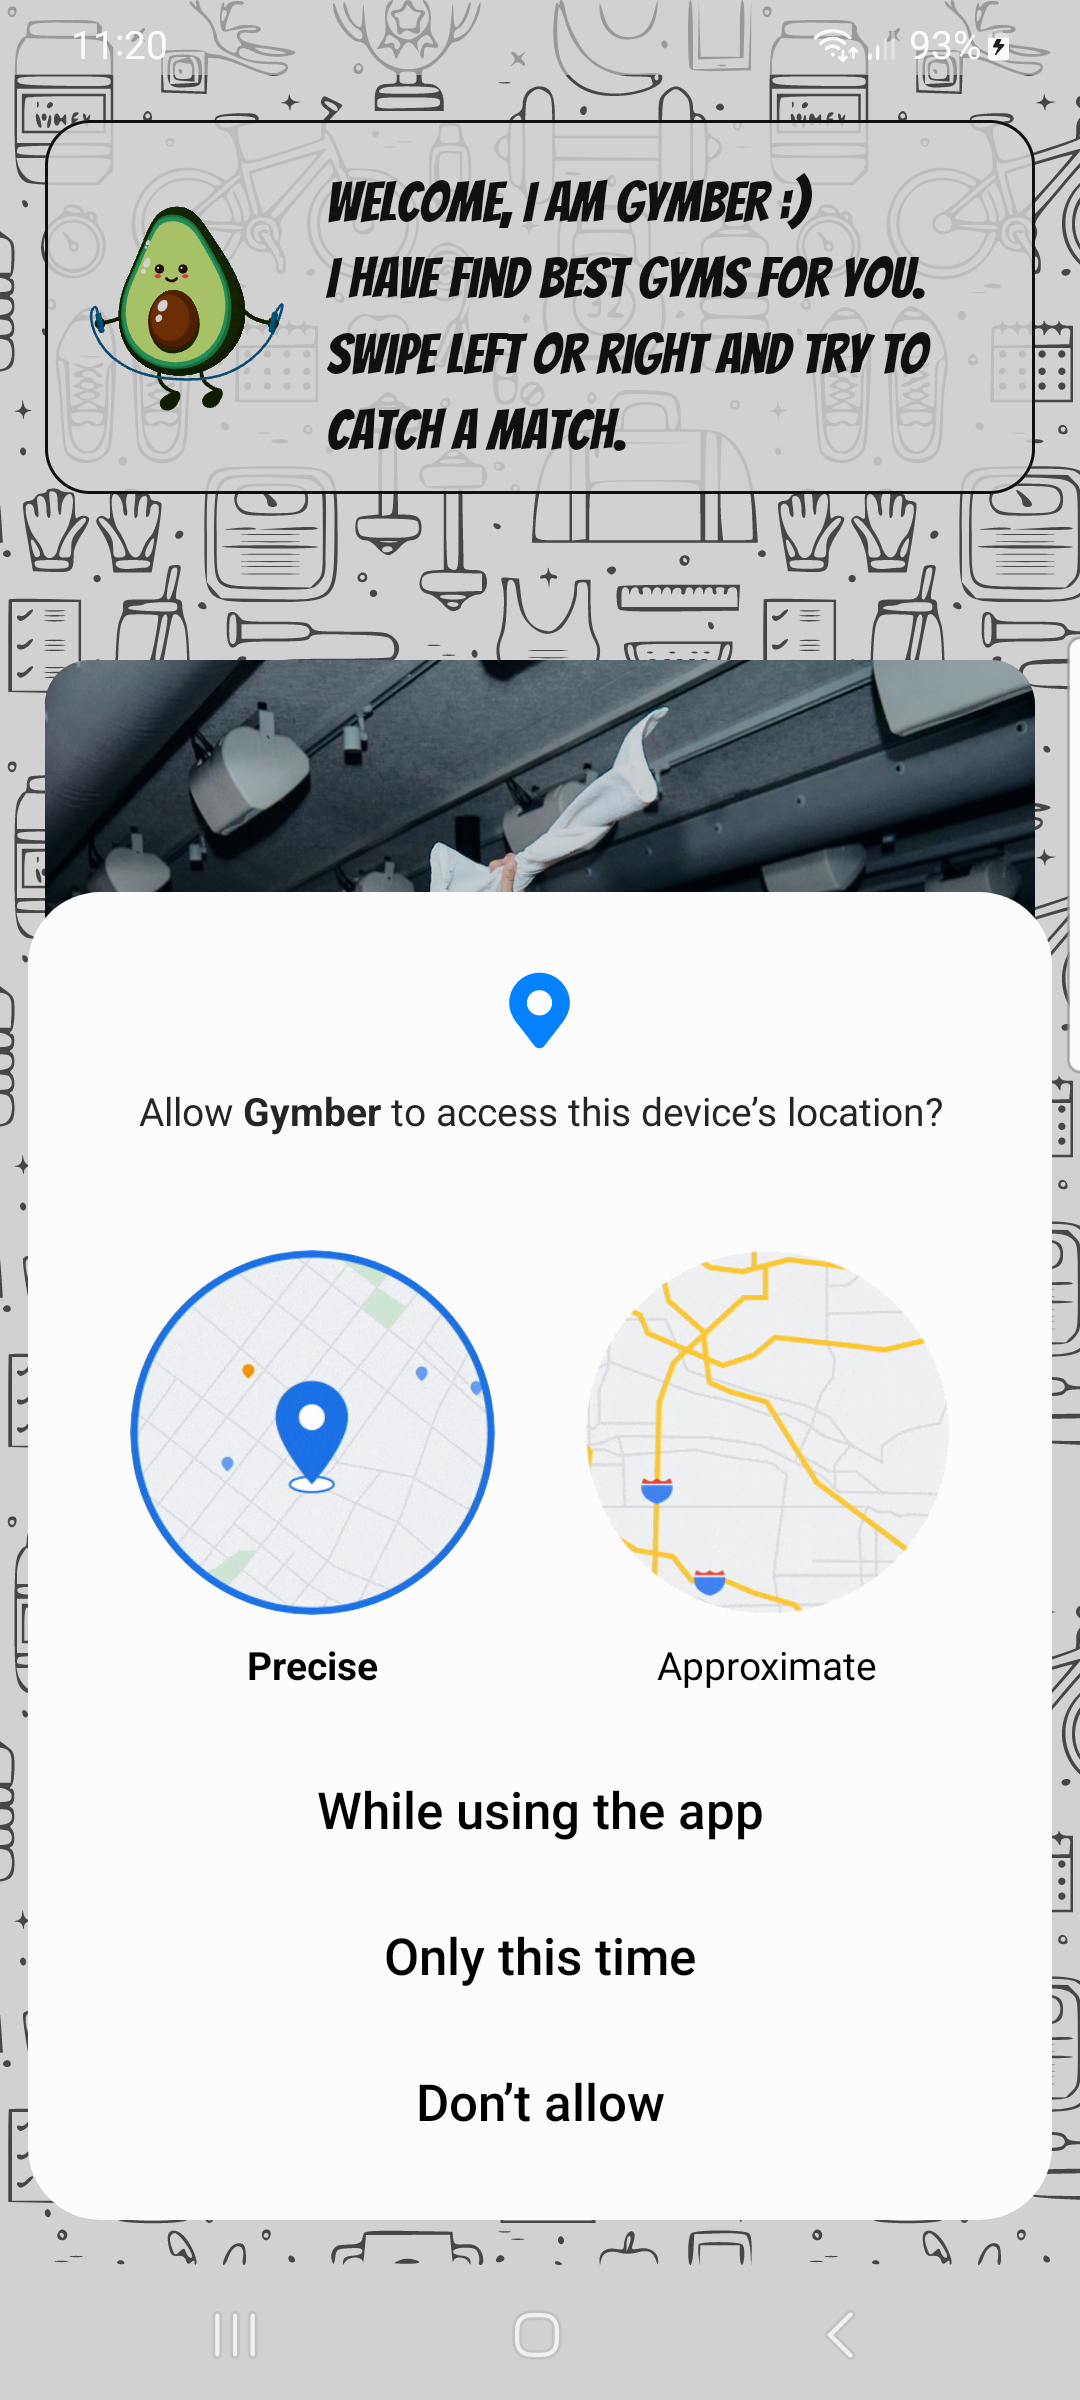 11:20
93%
WELCOME, I AM GYMBER :)
I HAVE FIND BEST GYMS FOR YOU.
SWIPE LEFT OR RIGHT AND TRY TO
CATCH A MATCH.
Allow Gymber to access this device’s location?
Precise
Approximate
While using the app
Only this time
Don’t allow